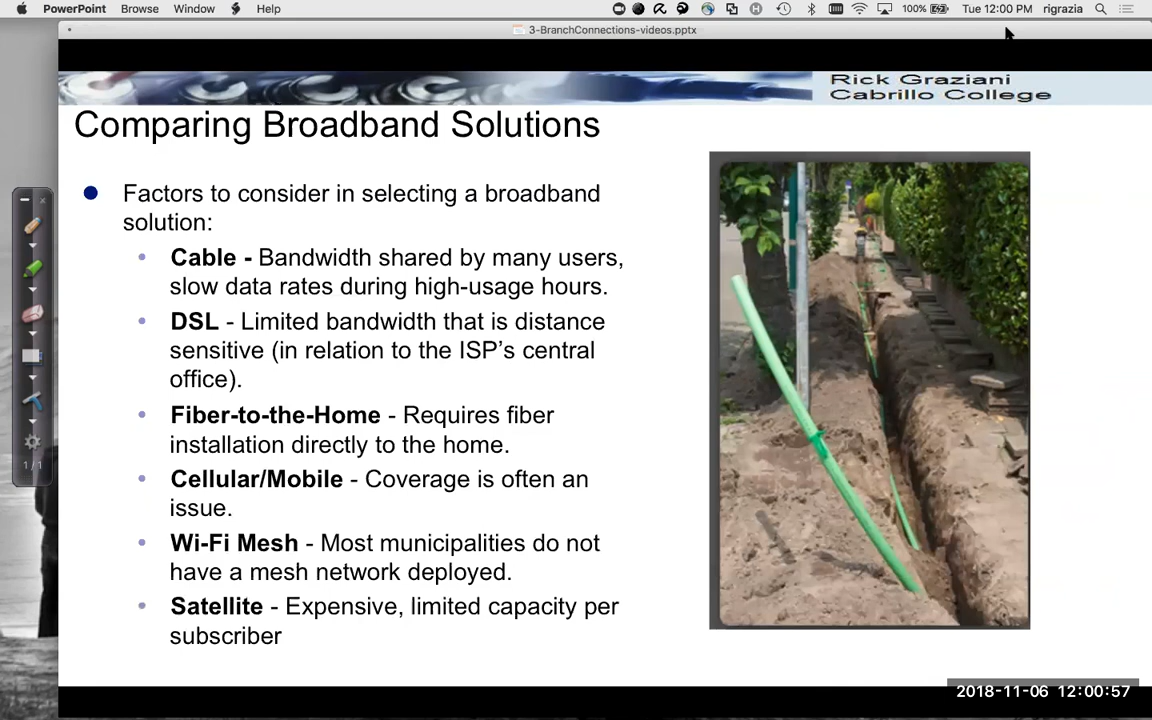 PowerPoint Browse Window Help 100% Tue 12:00 PM rigrazia
3-BranchConnections-videos.pptx
Rick Graziani
Cabrillo College
Comparing Broadband Solutions
Factors to consider in selecting a broadband
solution:
Cable - Bandwidth shared by many users,
slow data rates during high-usage hours.
DSL - Limited bandwidth that is distance
sensitive (in relation to the ISP's central
office).
Fiber-to-the-Home - Requires fiber
installation directly to the home.
Cellular/Mobile - Coverage is often an
issue.
Wi-Fi Mesh - Most municipalities do not
have a mesh network deployed.
Satellite - Expensive, limited capacity per
subscriber
1 / 1
2018-11-06 12:00:57